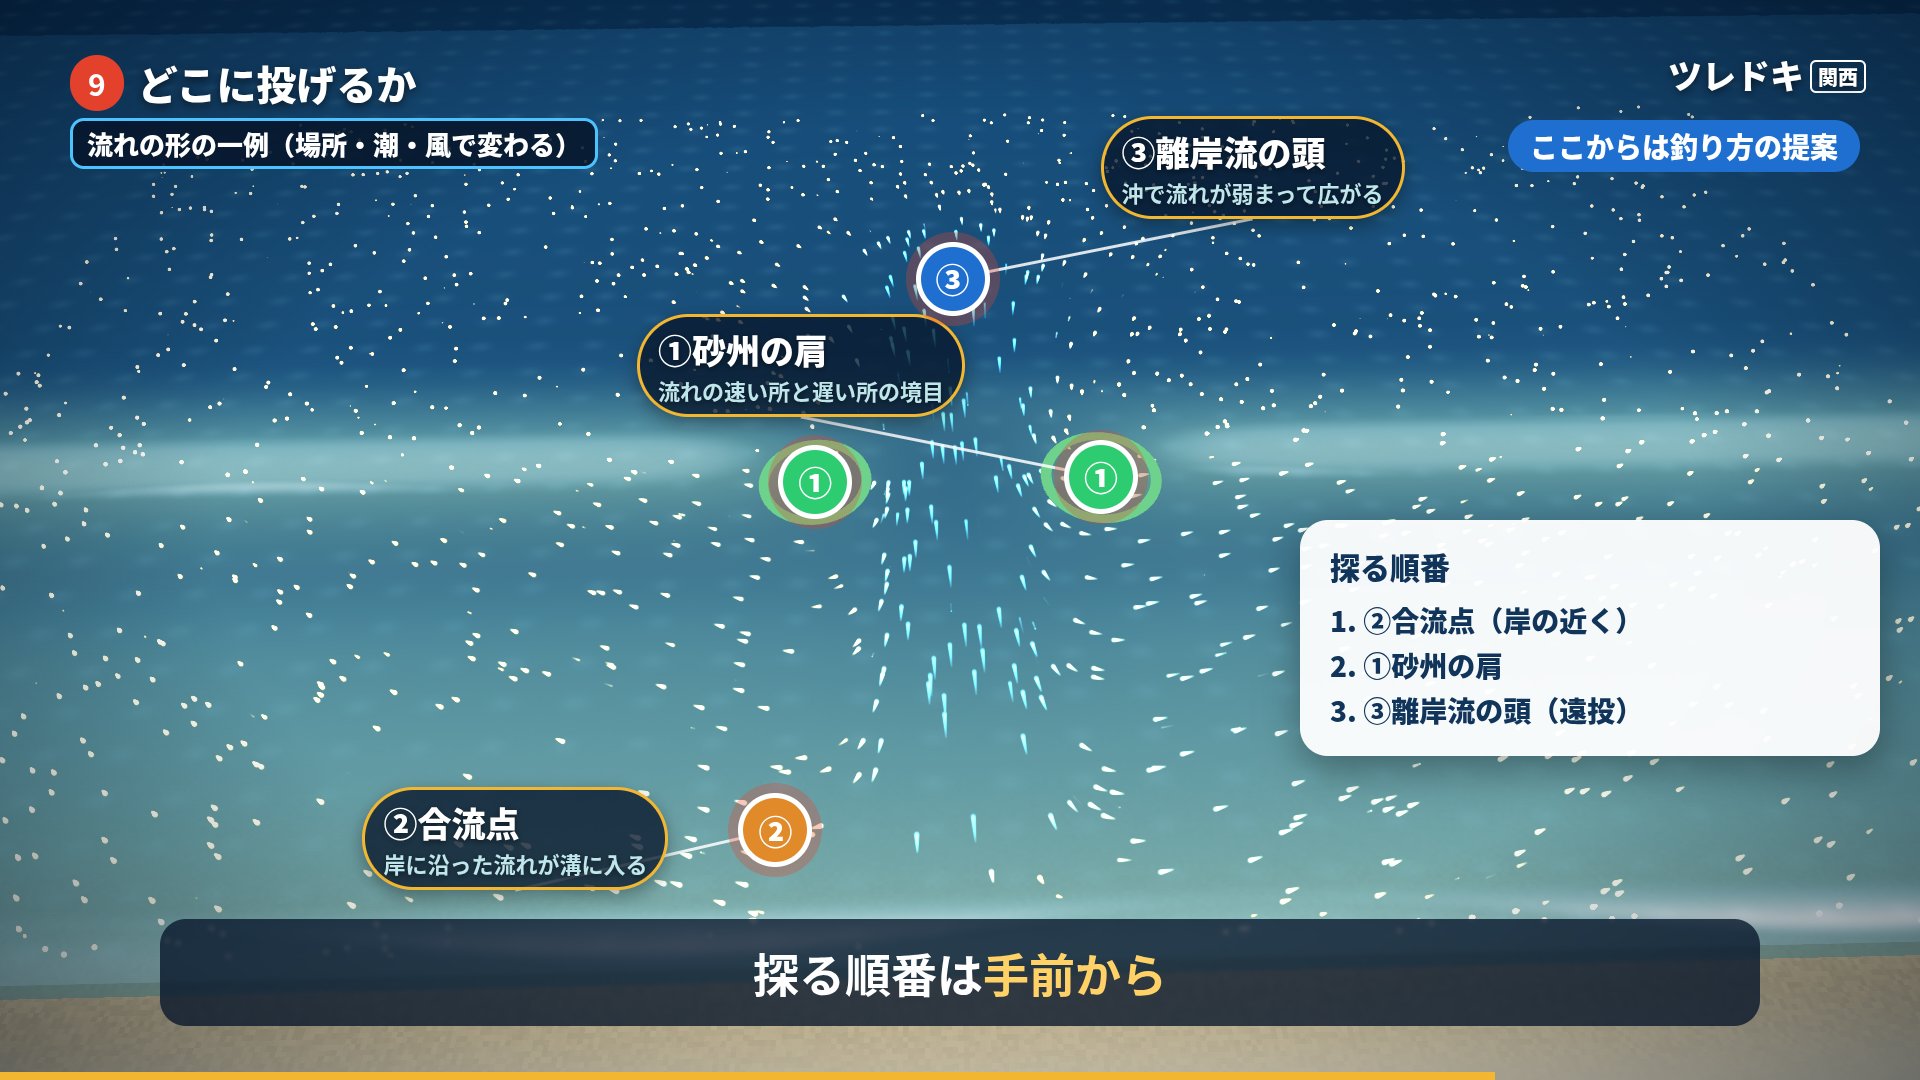 9 どこに投げるか
流れの形の一例（場所・潮・風で変わる）
ツレドキ 関西
ここからは釣り方の提案
③離岸流の頭
沖で流れが弱まって広がる
③
①砂州の肩
流れの速い所と遅い所の境目
①
①
探る順番
1. ②合流点（岸の近く）
2. ①砂州の肩
3. ③離岸流の頭（遠投）
②合流点
岸に沿った流れが溝に入る
②
探る順番は手前から